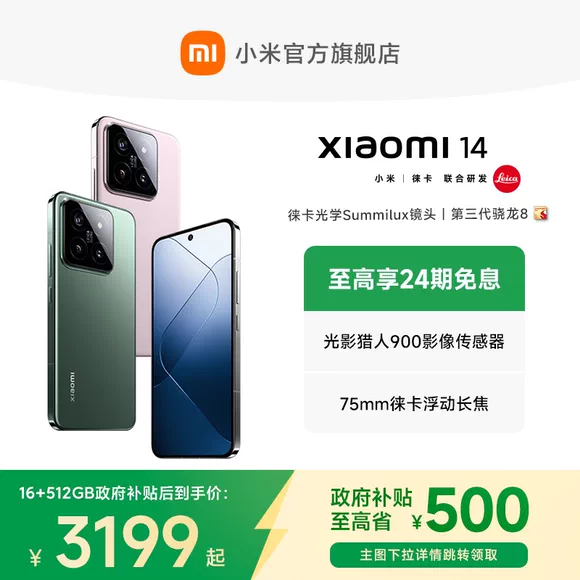 小米官方旗舰店
xiaomi 14
小米 | 徕卡 联合研发 Leica
徕卡光学Summilux镜头 | 第三代骁龙8
至高享24期免息
光影猎人900影像传感器
75mm徕卡浮动长焦
xiaomi
16+512GB政府补贴后到手价:
¥3199起
政府补贴
至高省 ¥500
主图下拉详情跳转领取